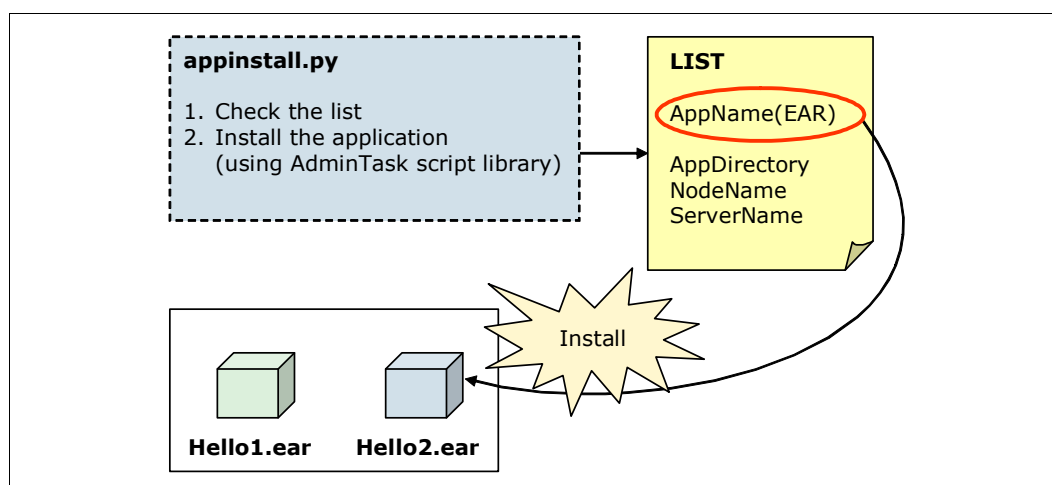 appinstall.py
1. Check the list
2. Install the application
(using AdminTask script library)
LIST
AppName(EAR)
AppDirectory
NodeName
ServerName
Install
Hello1.ear
Hello2.ear